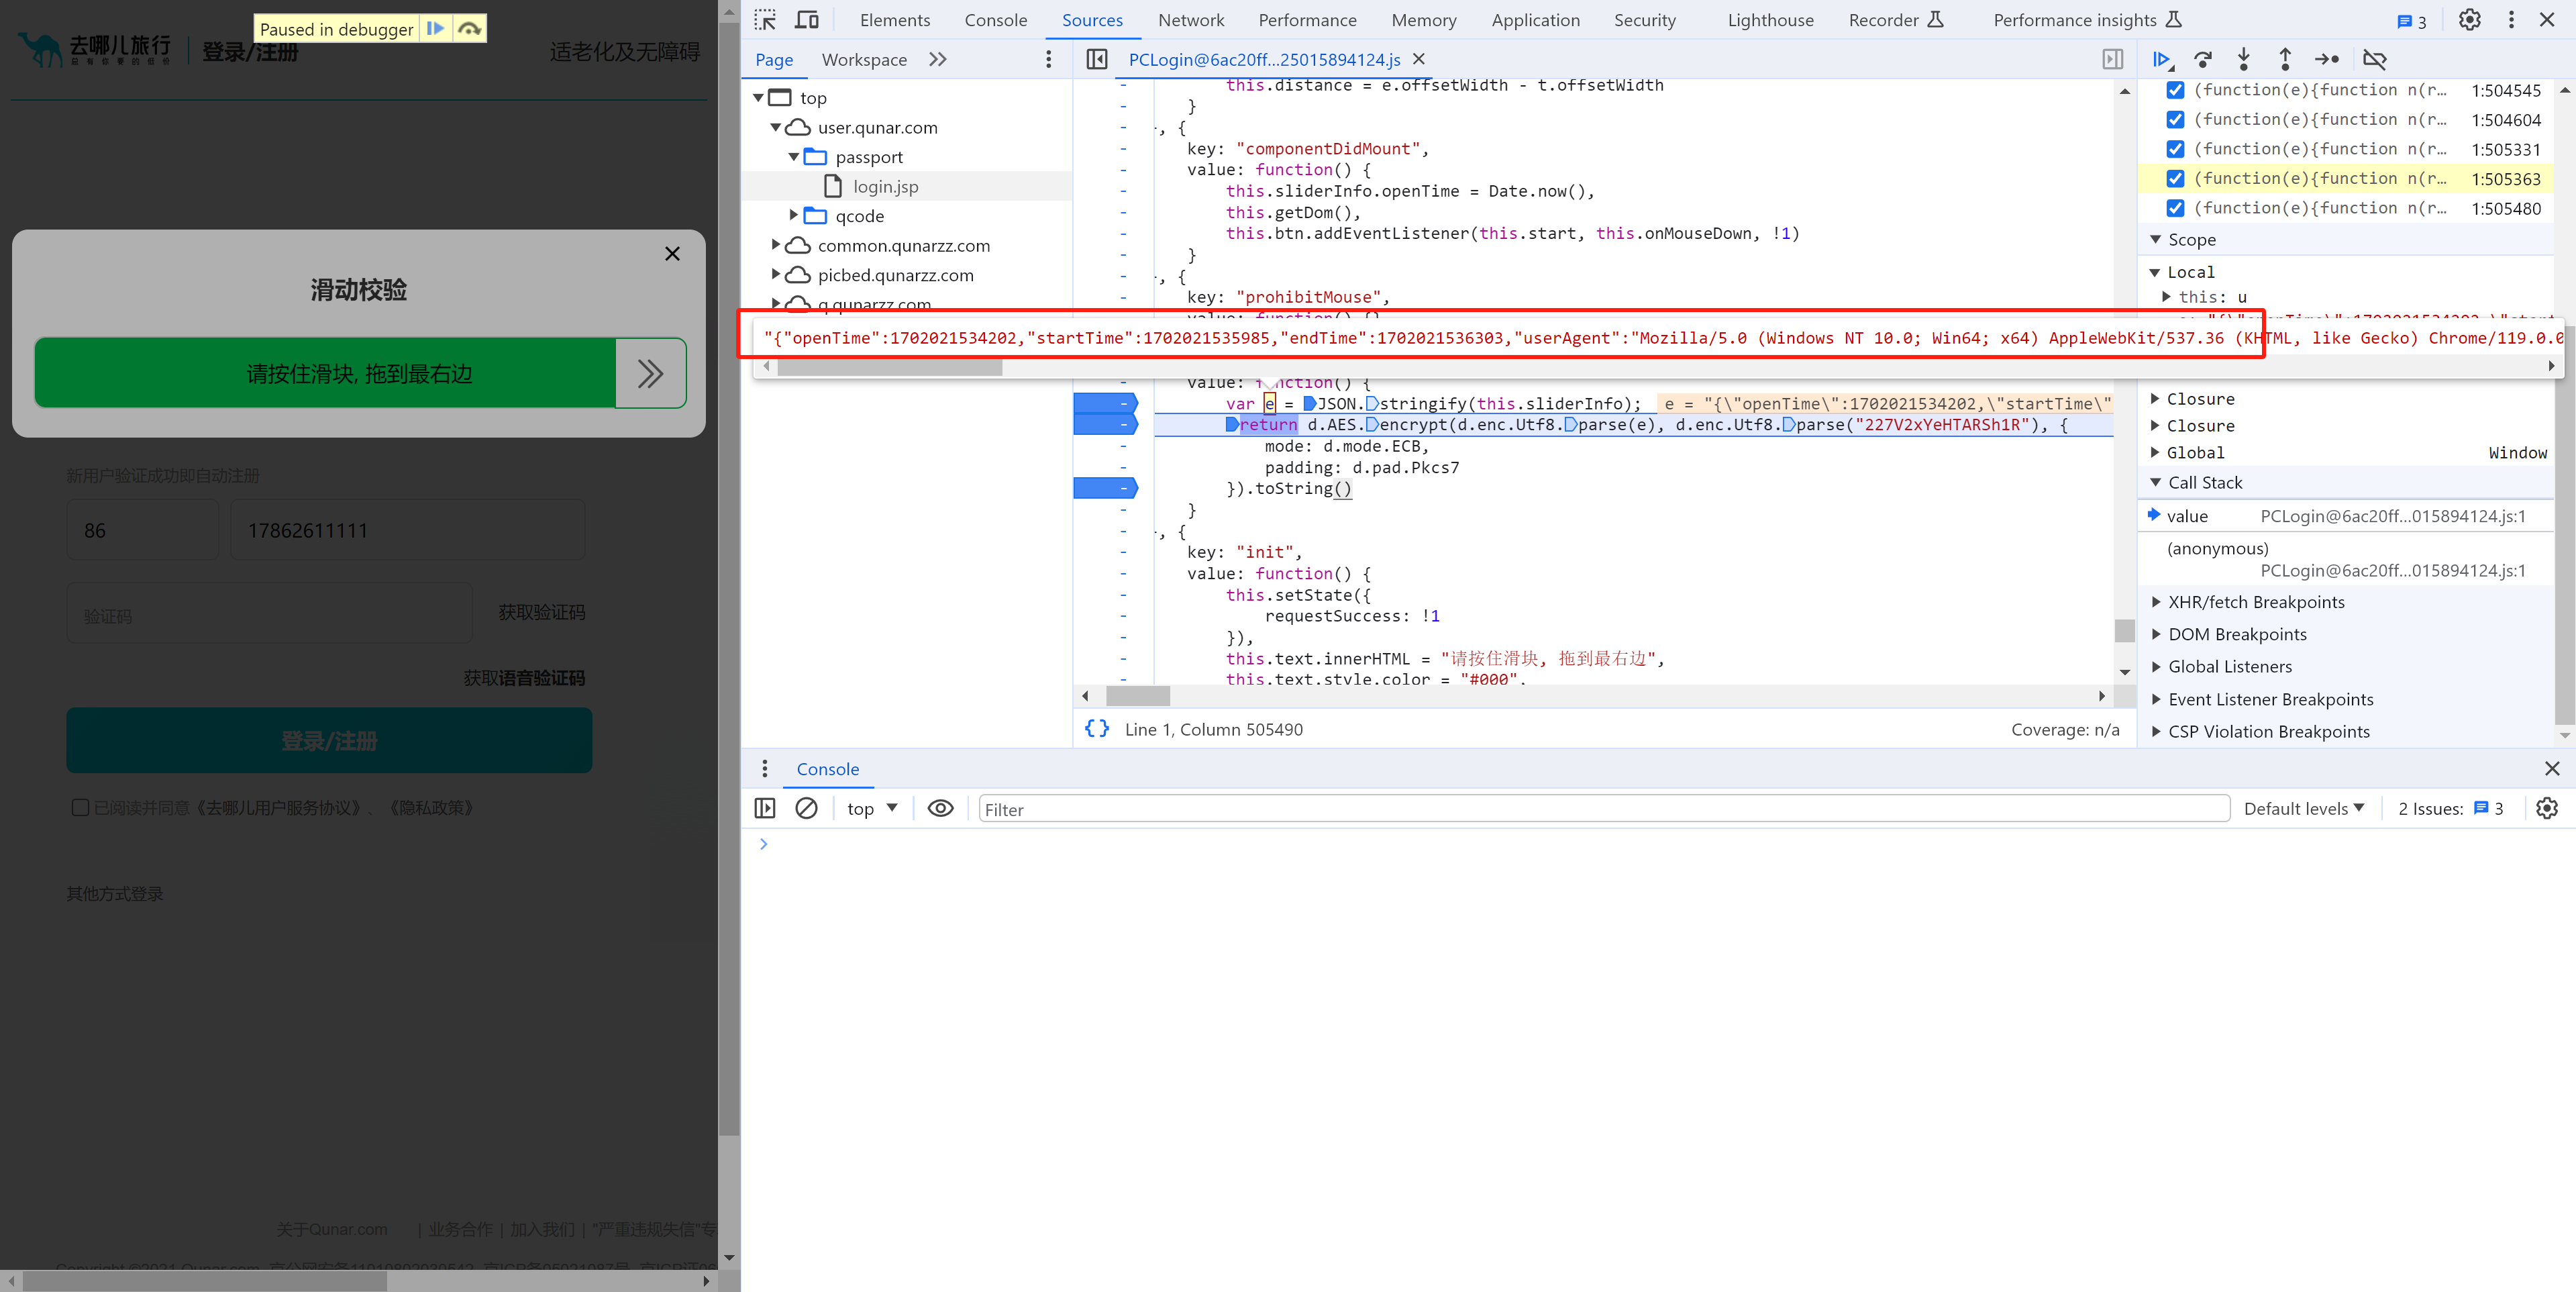 Paused in debugger
去哪儿旅行
总有你要的低价
登录/注册
适老化及无障碍
滑动校验
请按住滑块, 拖到最右边
新用户验证成功即自动注册
86
17862611111
验证码
获取验证码
获取语音验证码
登录/注册
已阅读并同意《去哪儿用户服务协议》、《隐私政策》
其他方式登录
关于Qunar.com | 业务合作 | 加入我们 | "严重违规失信"专
Elements Console Sources Network Performance Memory Application Security Lighthouse Recorder Performance insights 3
Page Workspace
PCLogin@6ac20ff...25015894124.js
top
user.qunar.com
passport
login.jsp
qcode
common.qunarzz.com
picbed.qunarzz.com
q.qunarzz.com
this.distance = e.offsetWidth - t.offsetWidth
}
, {
key: "componentDidMount",
value: function() {
this.sliderInfo.openTime = Date.now(),
this.getDom(),
this.btn.addEventListener(this.start, this.onMouseDown, !1)
}
, {
key: "prohibitMouse",
value: function() {}
"{"openTime":1702021534202,"startTime":1702021535985,"endTime":1702021536303,"userAgent":"Mozilla/5.0 (Windows NT 10.0; Win64; x64) AppleWebKit/537.36 (KHTML, like Gecko) Chrome/119.0.0
value: function() {
var e = JSON.stringify(this.sliderInfo); e = "{\"openTime\":1702021534202,\"startTime\"
return d.AES.encrypt(d.enc.Utf8.parse(e), d.enc.Utf8.parse("227V2xYeHTARSh1R"), {
mode: d.mode.ECB,
padding: d.pad.Pkcs7
}).toString()
}
, {
key: "init",
value: function() {
this.setState({
requestSuccess: !1
}),
this.text.innerHTML = "请按住滑块, 拖到最右边",
this.text.style.color = "#000",
{} Line 1, Column 505490
Coverage: n/a
(function(e){function n(r... 1:504545
(function(e){function n(r... 1:504604
(function(e){function n(r... 1:505331
(function(e){function n(r... 1:505363
(function(e){function n(r... 1:505480
Scope
Local
this: u
Closure
Closure
Global Window
Call Stack
value PCLogin@6ac20ff...015894124.js:1
(anonymous)
PCLogin@6ac20ff...015894124.js:1
XHR/fetch Breakpoints
DOM Breakpoints
Global Listeners
Event Listener Breakpoints
CSP Violation Breakpoints
Console
top
Filter
Default levels
2 Issues: 3